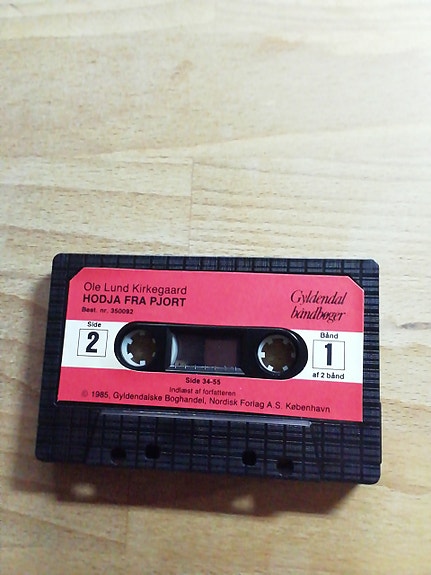 Ole Lund Kirkegaard
HODJA FRA PJORT
Best. nr. 350092
Gyldendal
båndbøger
Side
2
Bånd
1
af 2 bånd
Side 34-55
Indlæst af forfatteren
© 1985, Gyldendalske Boghandel, Nordisk Forlag A.S. København